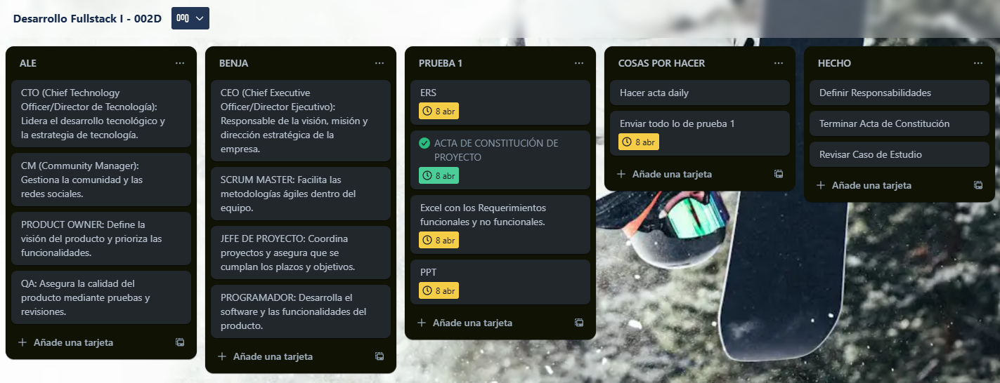 Desarrollo Fullstack I - 002D
ALE
CTO (Chief Technology
Officer/Director de Tecnología):
Lidera el desarrollo tecnológico y
la estrategia de tecnología.
CM (Community Manager):
Gestiona la comunidad y las
redes sociales.
PRODUCT OWNER: Define la
visión del producto y prioriza las
funcionalidades.
QA: Asegura la calidad del
producto mediante pruebas y
revisiones.
Añade una tarjeta
BENJA
CEO (Chief Executive
Officer/Director Ejecutivo):
Responsable de la visión, misión y
dirección estratégica de la
empresa.
SCRUM MASTER: Facilita las
metodologías ágiles dentro del
equipo.
JEFE DE PROYECTO: Coordina
proyectos y asegura que se
cumplan los plazos y objetivos.
PROGRAMADOR: Desarrolla el
software y las funcionalidades del
producto.
Añade una tarjeta
PRUEBA 1
ERS
8 abr
ACTA DE CONSTITUCIÓN DE
PROYECTO
8 abr
Excel con los Requerimientos
funcionales y no funcionales.
8 abr
PPT
8 abr
Añade una tarjeta
COSAS POR HACER
Hacer acta daily
Enviar todo lo de prueba 1
8 abr
Añade una tarjeta
HECHO
Definir Responsabilidades
Terminar Acta de Constitución
Revisar Caso de Estudio
Añade una tarjeta